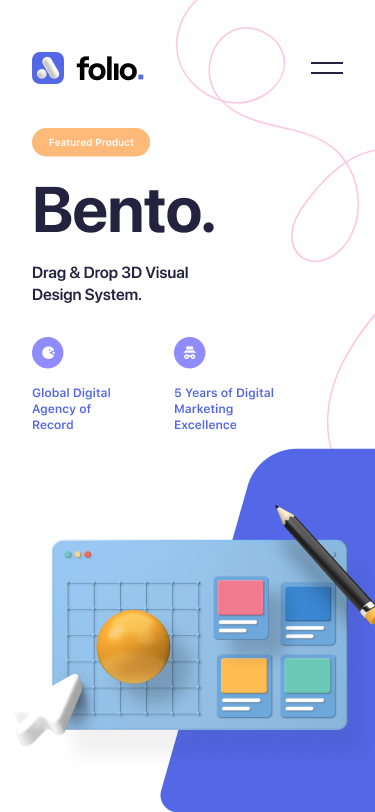 folio.
Featured Product
Bento.
Drag & Drop 3D Visual
Design System.
Global Digital
Agency of
Record
5 Years of Digital
Marketing
Excellence